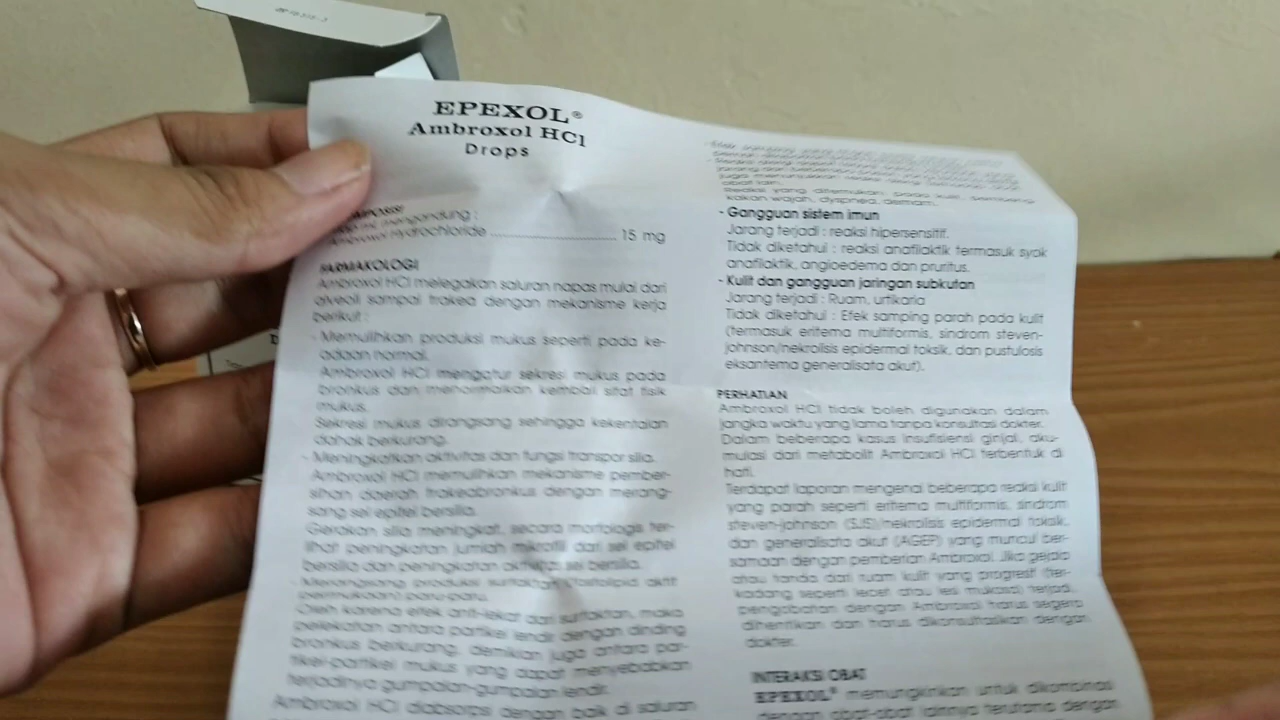 EPEXOL®
Ambroxol HCl
Drops
mengandung :
hydrochloride 15 mg
FARMAKOLOGI
Ambroxol HCl melegakan saluran napas mulai dari
alveoli sampai trakea dengan mekanisme kerja
berikut :
- Memulihkan produksi mukus seperti pada ke-
adaan normal.
Ambroxol HCl mengatur sekresi mukus pada
bronkus dan menormalkan kembali sifat fisik
mukus.
Sekresi mukus dirangsang sehingga kekentalan
dahak berkurang.
- Meningkatkan aktivitas dan fungsi transpor silia.
Ambroxol HCl memulihkan mekanisme pember-
sihan daerah trakeabronkus dengan merang-
sang sel epitel bersilia.
Gerakan silia meningkat, secara morfologis ter-
lihat peningkatan jumlah mikrofil dari sel epitel
bersilia dan peningkatan aktivitas sel bersilia.
- Merangsang produksi surfaktan
paru-paru.
Oleh karena efek anti-lekat dari surfaktan, maka
pelekatan antara partikel lendir dengan dinding
bronkus berkurang, demikian juga antara par-
tikel-partikel mukus yang dapat menyebabkan
terjadinya gumpalan-gumpalan lendir.
Ambroxol HCl diabsorpsi dengan baik di saluran
obat lain.
Reaksi yang ditemukan, pada kulit,
kakan wajah, dyspnea, demam.
- Gangguan sistem imun
Jarang terjadi : reaksi hipersensitif.
Tidak diketahui : reaksi anafilaktik termasuk syok
anafilaktik, angioedema dan pruritus.
- Kulit dan gangguan jaringan subkutan
Jarang terjadi : Ruam, urtikaria
Tidak diketahui : Efek samping parah pada kulit
(termasuk eritema multiformis, sindrom steven-
johnson/nekrolisis epidermal toksik, dan pustulosis
eksantema generalisata akut).
PERHATIAN
Ambroxol HCl tidak boleh digunakan dalam
jangka waktu yang lama tanpa konsultasi dokter.
Dalam beberapa kasus insufisiensi ginjal, aku-
mulasi dari metabolit Ambroxol HCl terbentuk di
hati.
Terdapat laporan mengenai beberapa reaksi kulit
yang parah seperti eritema multiformis, sindrom
steven-johnson (SJS)/nekrolisis epidermal toksik,
dan generalisata akut (AGEP) yang muncul ber-
samaan dengan pemberian Ambroxol. Jika gejala
atau tanda dari ruam kulit yang progresif (ter-
kadang seperti lecet atau lesi mukosa) terjadi,
pengobatan dengan Ambroxol harus segera
dihentikan dan harus dikonsultasikan dengan
dokter.
INTERAKSI OBAT
EPEXOL® memungkinkan untuk dikombinasi
dengan obat-obat lainnya terutama dengan